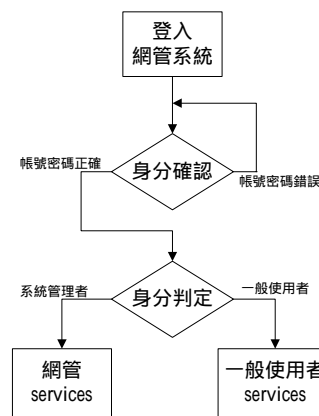 登入
網管系統
身分確認
帳號密碼正確
帳號密碼錯誤
身分判定
系統管理者
一般使用者
網管
services
一般使用者
services